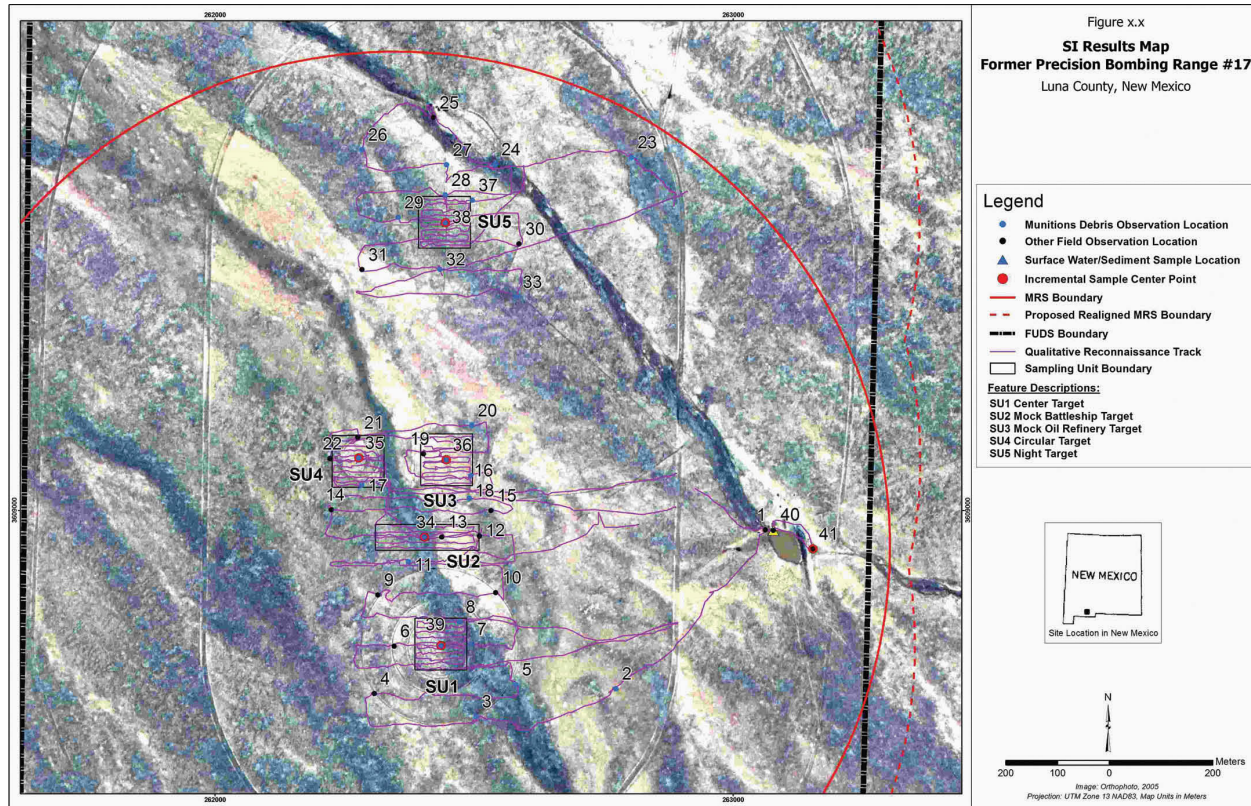 262000
263000
25
26
27
24
23
28
37
29
38
SU5
30
31
32
33
20
21
19
22
35
36
SU4
16
17
SU3
18
14
15
34
13
12
SU2
1
40
41
11
9
10
8
39
6
7
5
SU1
4
3
2
3609000
3609000
262000
263000
Figure x.x
SI Results Map
Former Precision Bombing Range #17
Luna County, New Mexico
Legend
Munitions Debris Observation Location
Other Field Observation Location
Surface Water/Sediment Sample Location
Incremental Sample Center Point
MRS Boundary
Proposed Realigned MRS Boundary
FUDS Boundary
Qualitative Reconnaissance Track
Sampling Unit Boundary
Feature Descriptions:
SU1 Center Target
SU2 Mock Battleship Target
SU3 Mock Oil Refinery Target
SU4 Circular Target
SU5 Night Target
NEW MEXICO
Site Location in New Mexico
N
Meters
200 100 0 200
Image: Orthophoto, 2005
Projection: UTM Zone 13 NAD83, Map Units in Meters